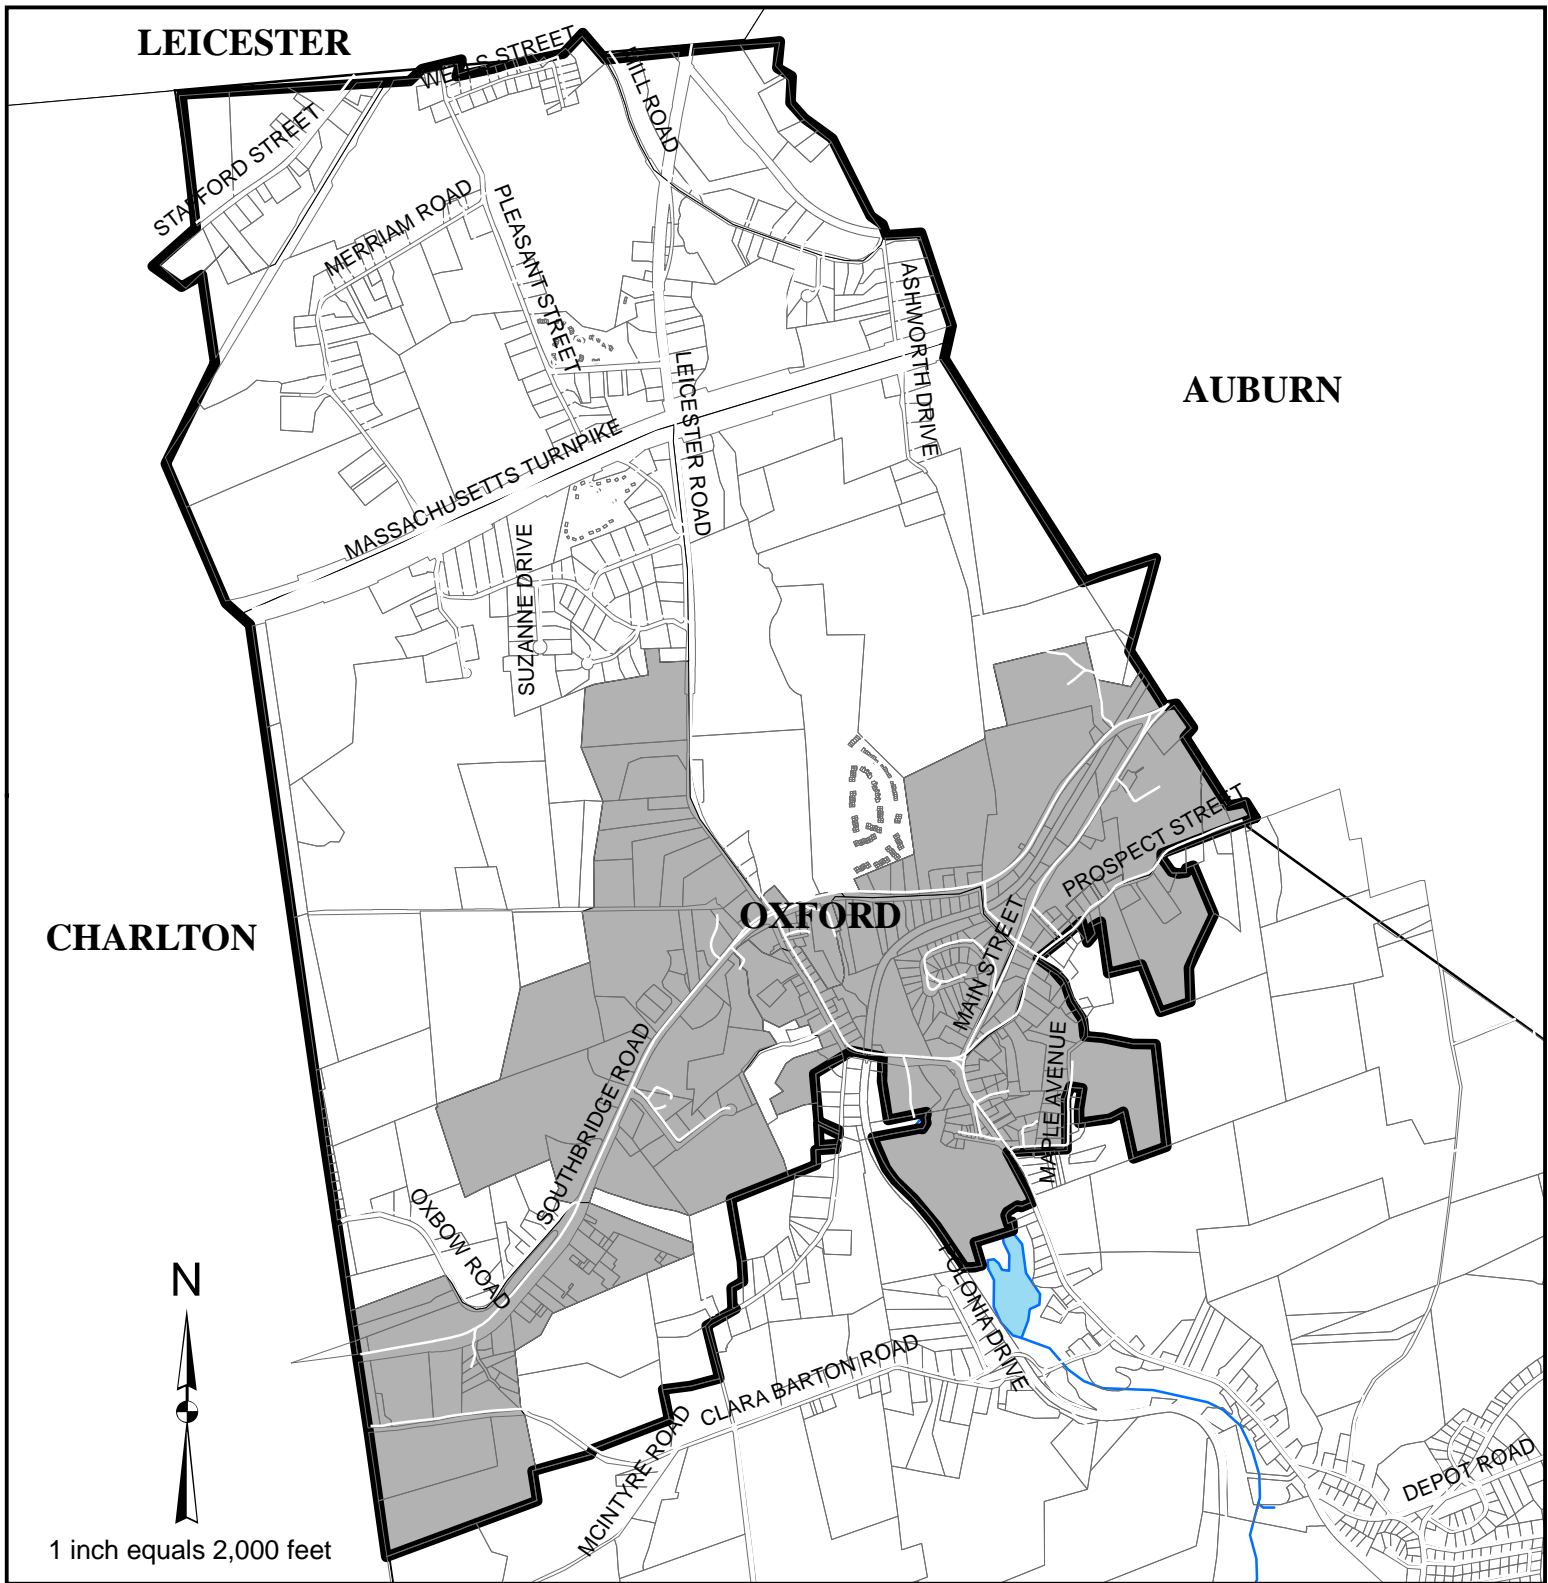 LEICESTER
WELLS STREET
HILL ROAD
STAFFORD STREET
MERRIAM ROAD
PLEASANT STREET
ASHWORTH DRIVE
LEICESTER ROAD
AUBURN
MASSACHUSETTS TURNPIKE
SUZANNE DRIVE
PROSPECT STREET
OXFORD
CHARLTON
MAIN STREET
MAPLE AVENUE
SOUTHBRIDGE ROAD
OXBOW ROAD
POLONIA DRIVE
N
CLARA BARTON ROAD
MCINTYRE ROAD
DEPOT ROAD
1 inch equals 2,000 feet